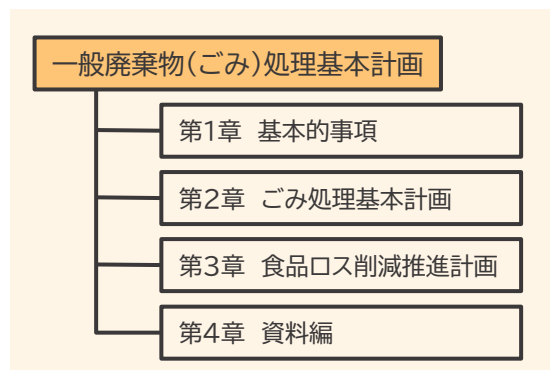 一般廃棄物(ごみ)処理基本計画
第1章 基本的事項
第2章 ごみ処理基本計画
第3章 食品ロス削減推進計画
第4章 資料編